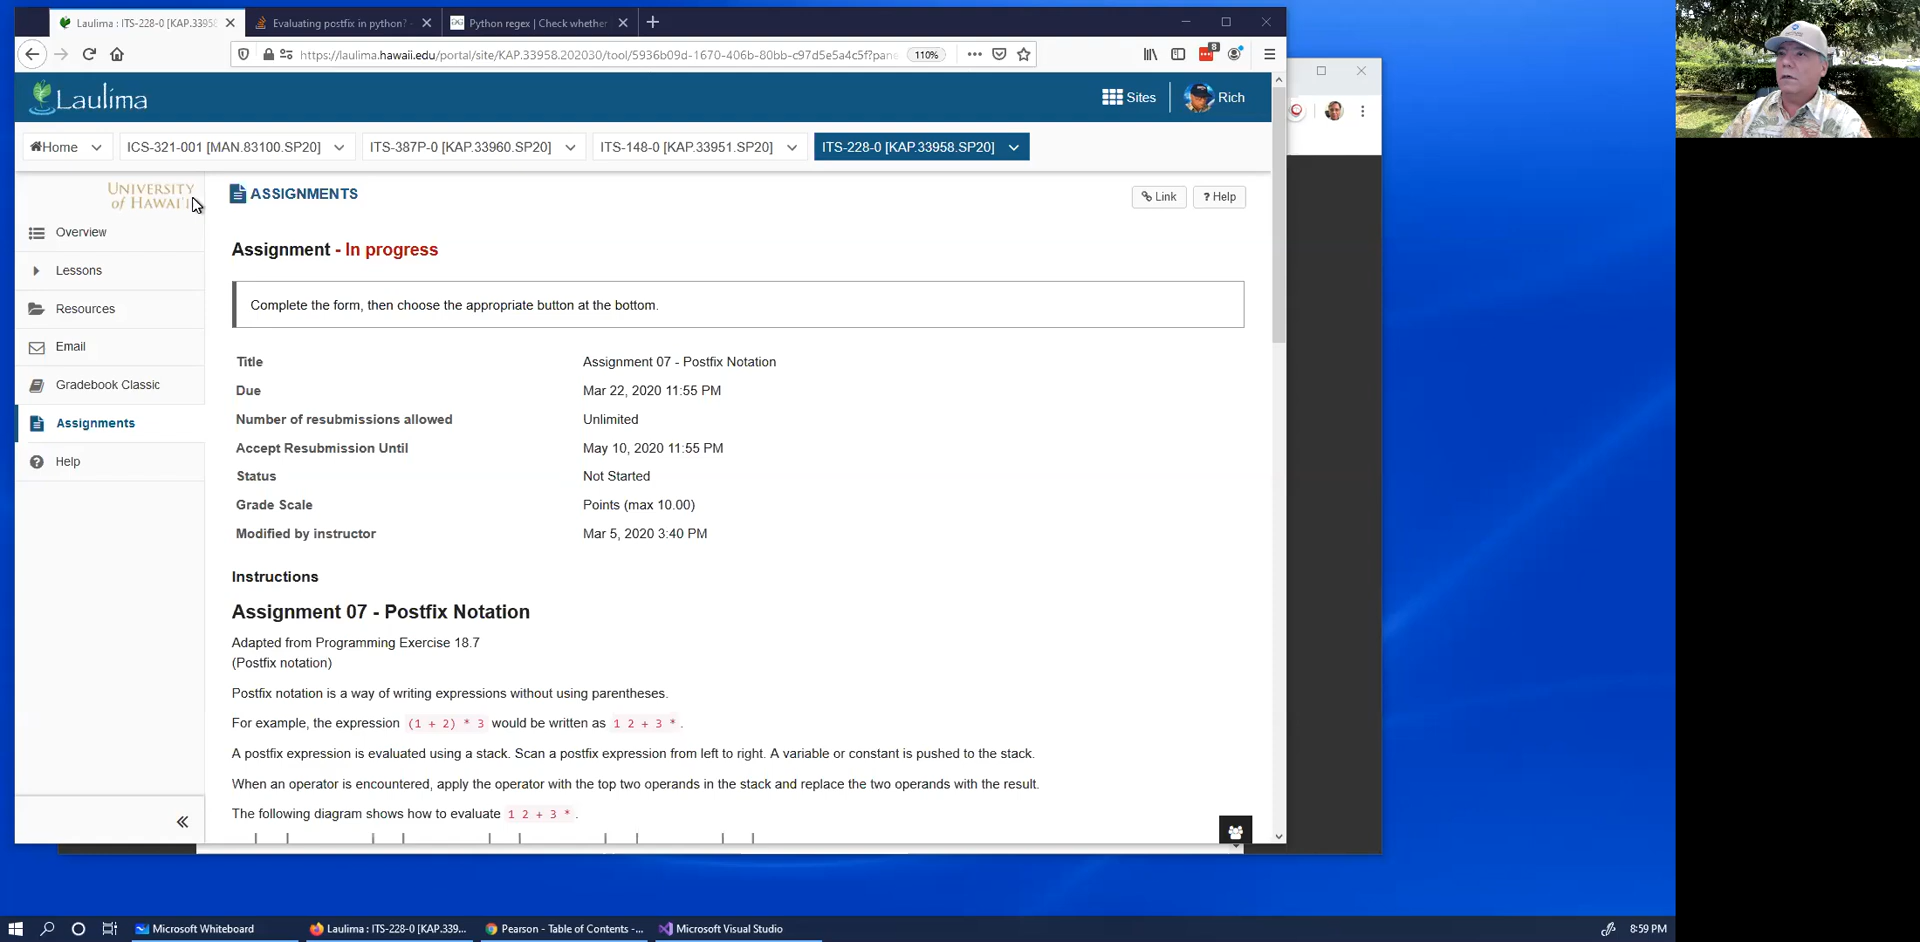 Laulima : ITS-228-0 [KAP.33958
Evaluating postfix in python? -
Python regex | Check whether
https://laulima.hawaii.edu/portal/site/KAP.33958.202030/tool/5936b09d-1670-406b-80bb-c97d5e5a4c5f?pane
110%
8
Laulima
Sites
Rich
Home
ICS-321-001 [MAN.83100.SP20]
ITS-387P-0 [KAP.33960.SP20]
ITS-148-0 [KAP.33951.SP20]
ITS-228-0 [KAP.33958.SP20]
UNIVERSITY
of HAWAI'I
Overview
Lessons
Resources
Email
Gradebook Classic
Assignments
Help
ASSIGNMENTS
Link
? Help
Assignment - In progress
Complete the form, then choose the appropriate button at the bottom.
Title Assignment 07 - Postfix Notation
Due Mar 22, 2020 11:55 PM
Number of resubmissions allowed Unlimited
Accept Resubmission Until May 10, 2020 11:55 PM
Status Not Started
Grade Scale Points (max 10.00)
Modified by instructor Mar 5, 2020 3:40 PM
Instructions
Assignment 07 - Postfix Notation
Adapted from Programming Exercise 18.7
(Postfix notation)
Postfix notation is a way of writing expressions without using parentheses.
For example, the expression (1 + 2) * 3 would be written as 1 2 + 3 * .
A postfix expression is evaluated using a stack. Scan a postfix expression from left to right. A variable or constant is pushed to the stack.
When an operator is encountered, apply the operator with the top two operands in the stack and replace the two operands with the result.
The following diagram shows how to evaluate 1 2 + 3 * .
Microsoft Whiteboard
Laulima : ITS-228-0 [KAP.339...
Pearson - Table of Contents -...
Microsoft Visual Studio
8:59 PM